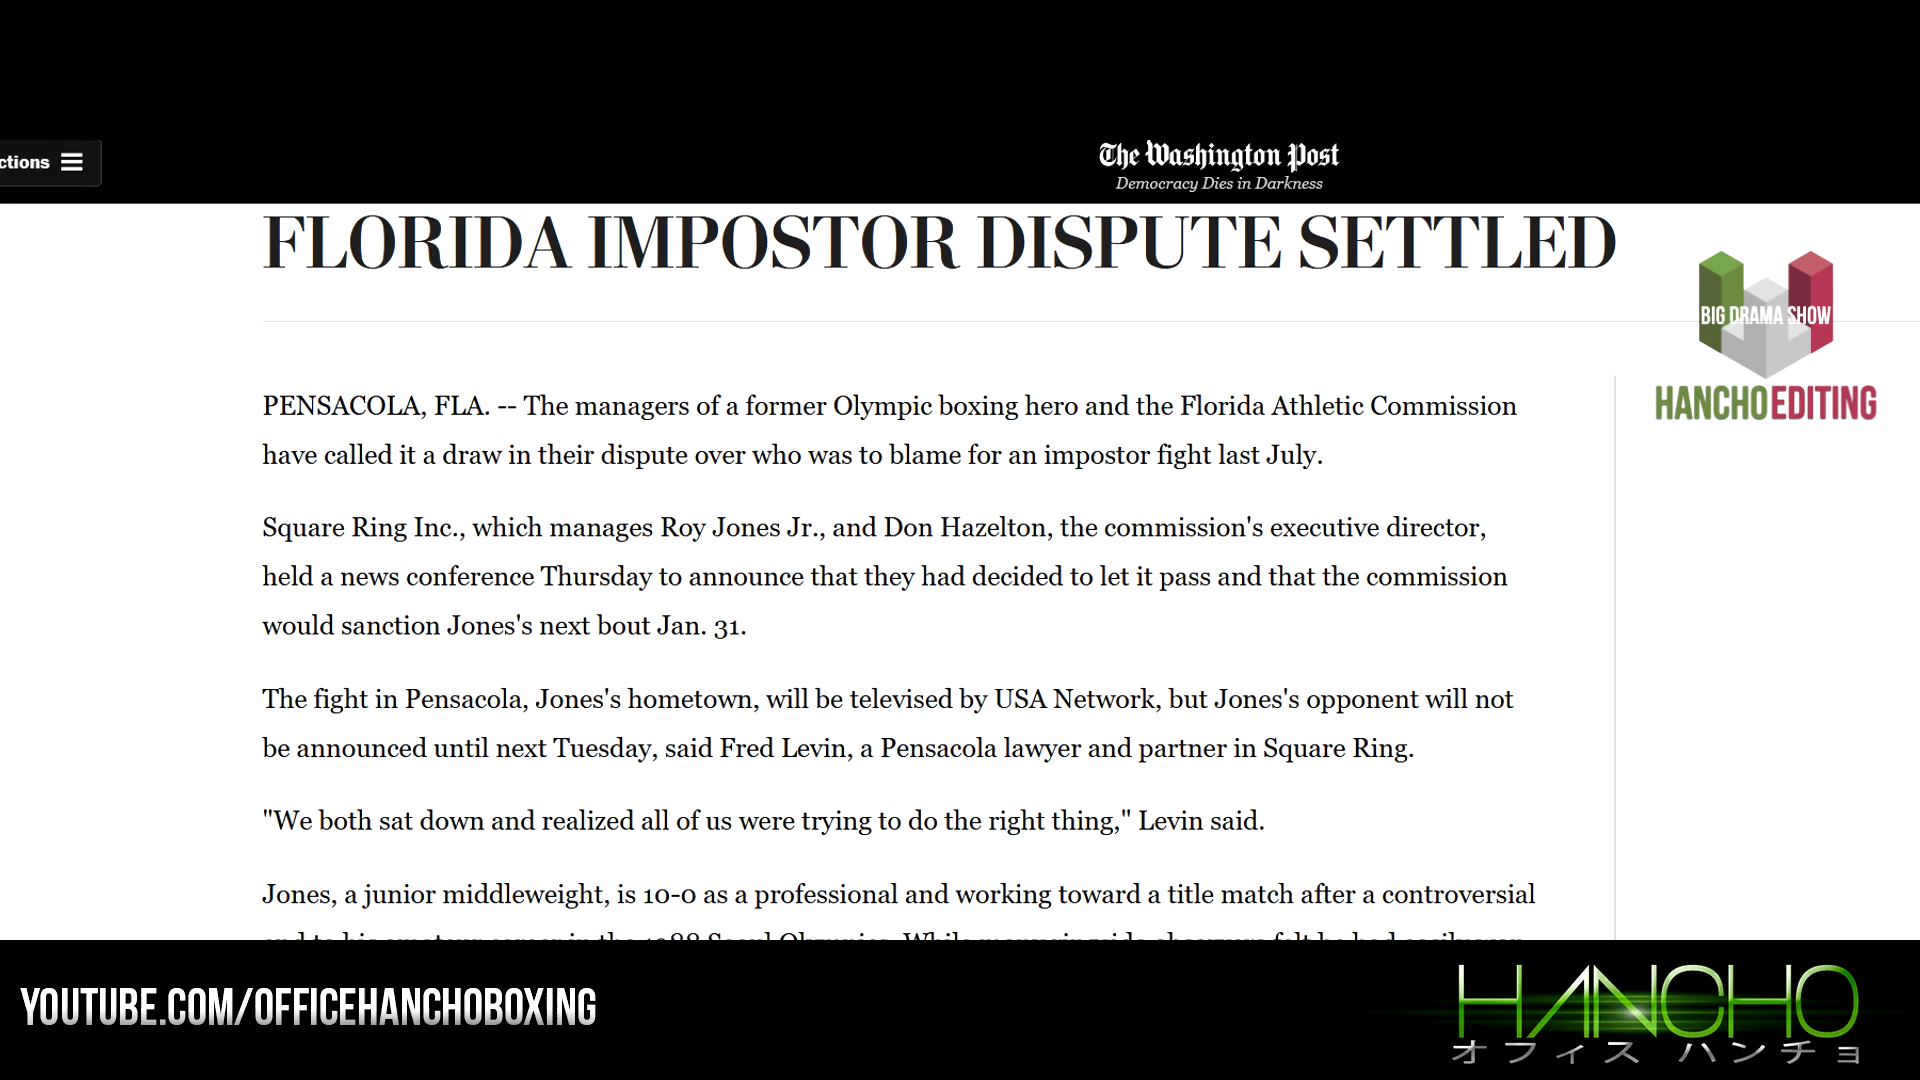 ctions
The Washington Post
Democracy Dies in Darkness
FLORIDA IMPOSTOR DISPUTE SETTLED
BIG DRAMA SHOW
HANCHOEDITING
PENSACOLA, FLA. -- The managers of a former Olympic boxing hero and the Florida Athletic Commission
have called it a draw in their dispute over who was to blame for an impostor fight last July.
Square Ring Inc., which manages Roy Jones Jr., and Don Hazelton, the commission's executive director,
held a news conference Thursday to announce that they had decided to let it pass and that the commission
would sanction Jones's next bout Jan. 31.
The fight in Pensacola, Jones's hometown, will be televised by USA Network, but Jones's opponent will not
be announced until next Tuesday, said Fred Levin, a Pensacola lawyer and partner in Square Ring.
"We both sat down and realized all of us were trying to do the right thing," Levin said.
Jones, a junior middleweight, is 10-0 as a professional and working toward a title match after a controversial
YOUTUBE.COM/OFFICEHANCHOBOXING
HANCHO
オフィス ハンチョ